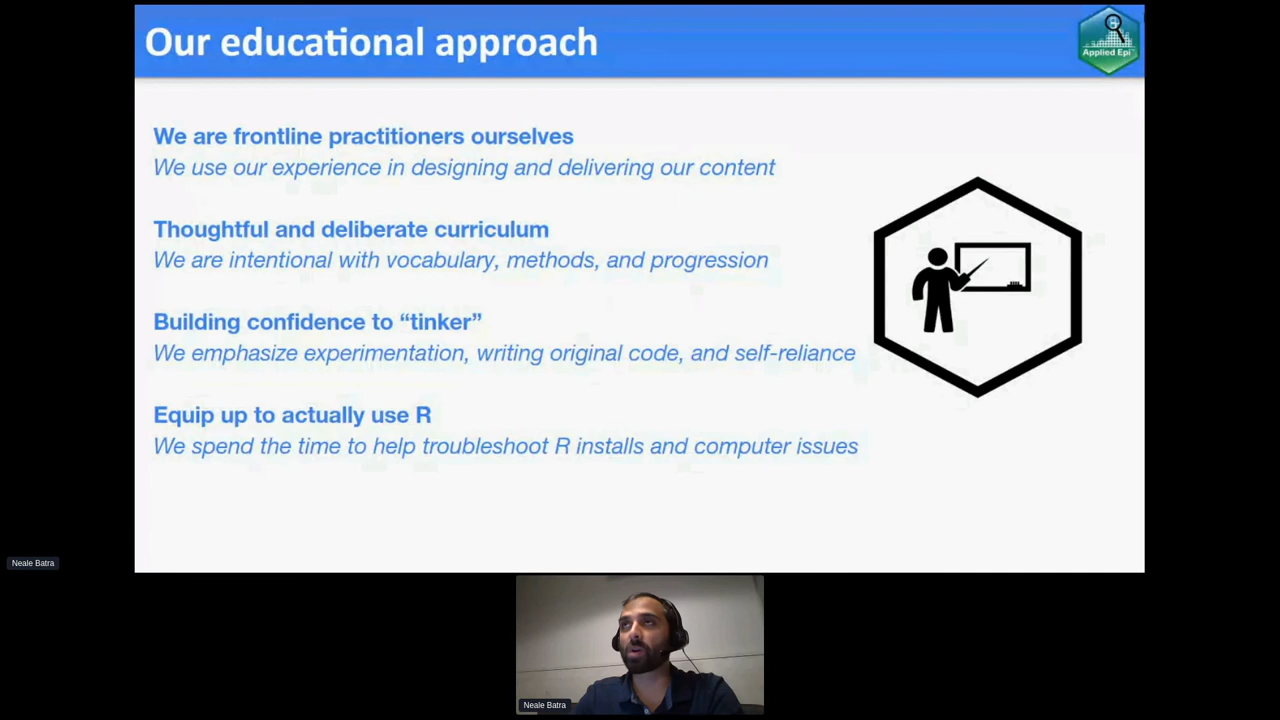 Our educational approach
Applied Epi
We are frontline practitioners ourselves
We use our experience in designing and delivering our content
Thoughtful and deliberate curriculum
We are intentional with vocabulary, methods, and progression
Building confidence to “tinker”
We emphasize experimentation, writing original code, and self-reliance
Equip up to actually use R
We spend the time to help troubleshoot R installs and computer issues
Neale Batra
Neale Batra